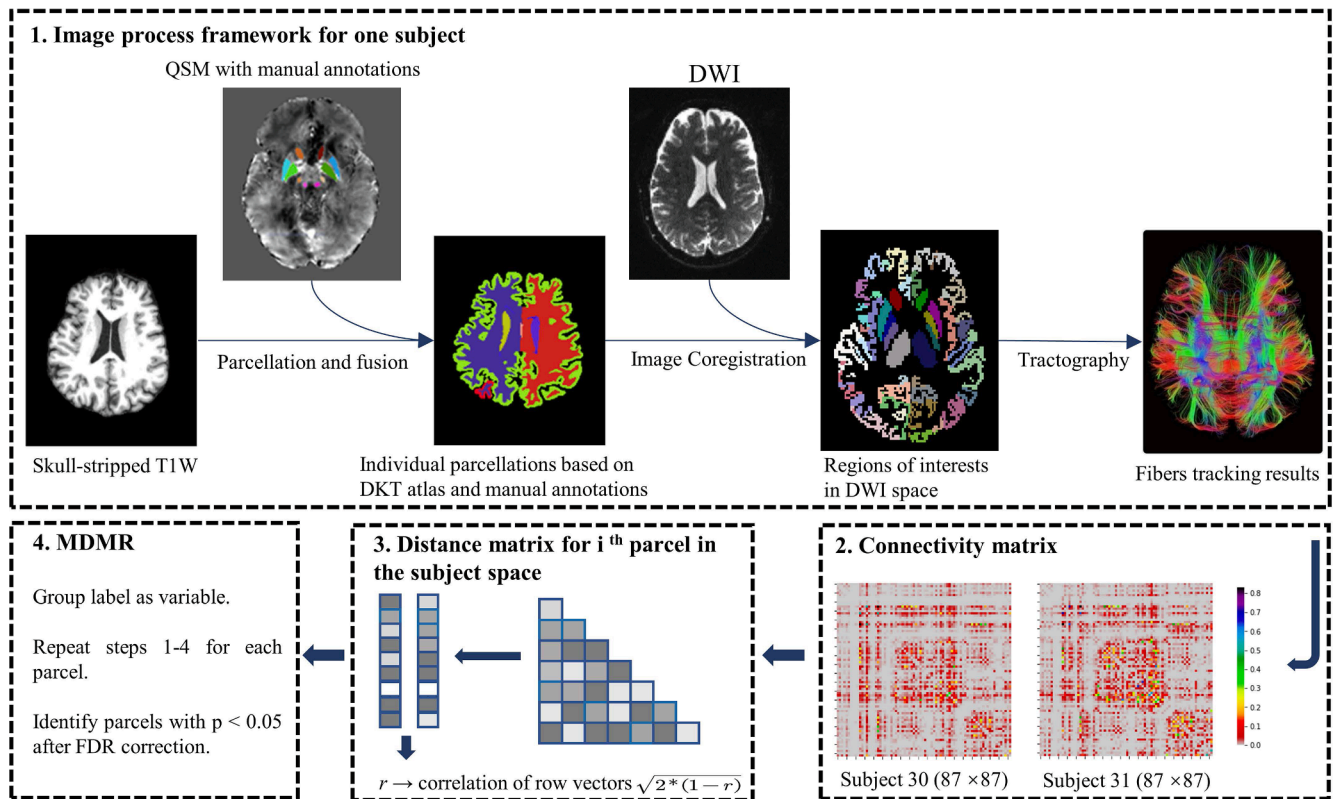 1. Image process framework for one subject
QSM with manual annotations
DWI
Parcellation and fusion
Image Coregistration
Tractography
Skull-stripped T1W
Individual parcellations based on
DKT atlas and manual annotations
Regions of interests
in DWI space
Fibers tracking results
4. MDMR
Group label as variable.
Repeat steps 1-4 for each
parcel.
Identify parcels with p < 0.05
after FDR correction.
3. Distance matrix for i th parcel in
the subject space
r → correlation of row vectors √2*(1−r)
2. Connectivity matrix
0.8
0.7
0.6
0.5
0.4
0.3
0.2
0.1
0.0
Subject 30 (87 ×87)
Subject 31 (87 ×87)